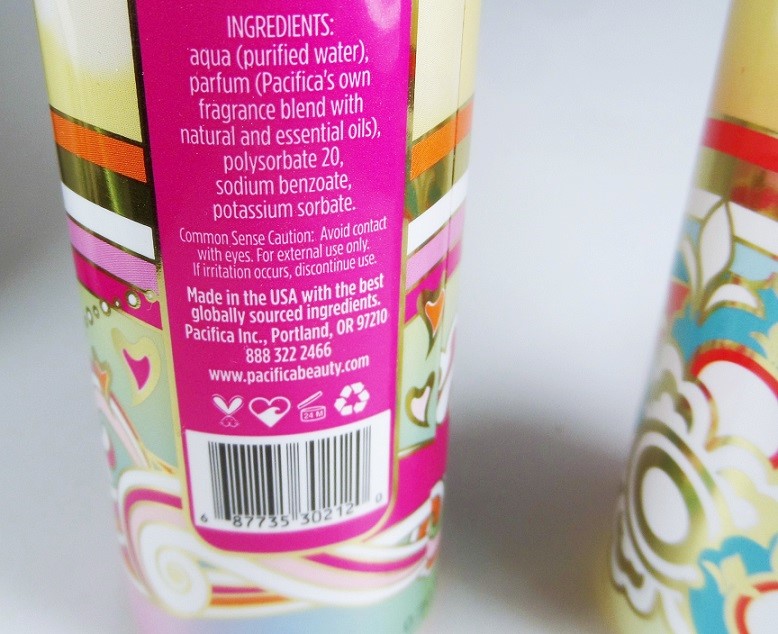 INGREDIENTS:
aqua (purified water),
parfum (Pacifica's own
fragrance blend with
natural and essential oils),
polysorbate 20,
sodium benzoate,
potassium sorbate.
Common Sense Caution: Avoid contact
with eyes. For external use only.
If irritation occurs, discontinue use.
Made in the USA with the best
globally sourced ingredients.
Pacifica Inc., Portland, OR 97210
888 322 2466
www.pacificabeauty.com
24 M
6 87735 30212 0